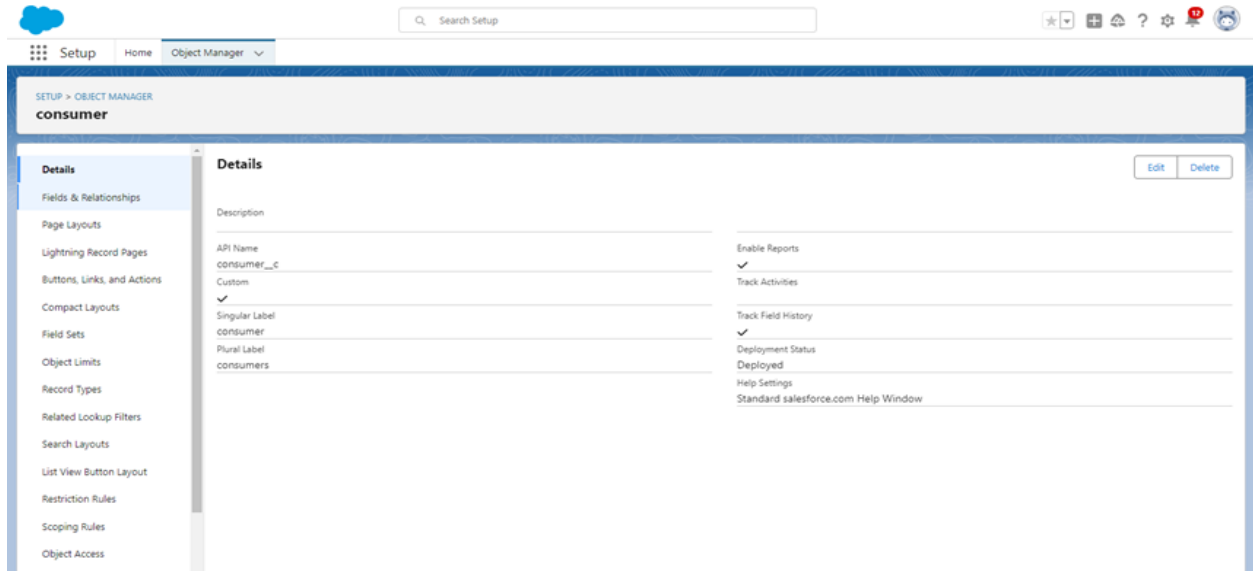 Search Setup
12
Setup Home Object Manager
SETUP > OBJECT MANAGER
consumer
Details
Fields & Relationships
Page Layouts
Lightning Record Pages
Buttons, Links, and Actions
Compact Layouts
Field Sets
Object Limits
Record Types
Related Lookup Filters
Search Layouts
List View Button Layout
Restriction Rules
Scoping Rules
Object Access
Details
Edit Delete
Description
API Name
consumer__c
Custom
Singular Label
consumer
Plural Label
consumers
Enable Reports
Track Activities
Track Field History
Deployment Status
Deployed
Help Settings
Standard salesforce.com Help Window